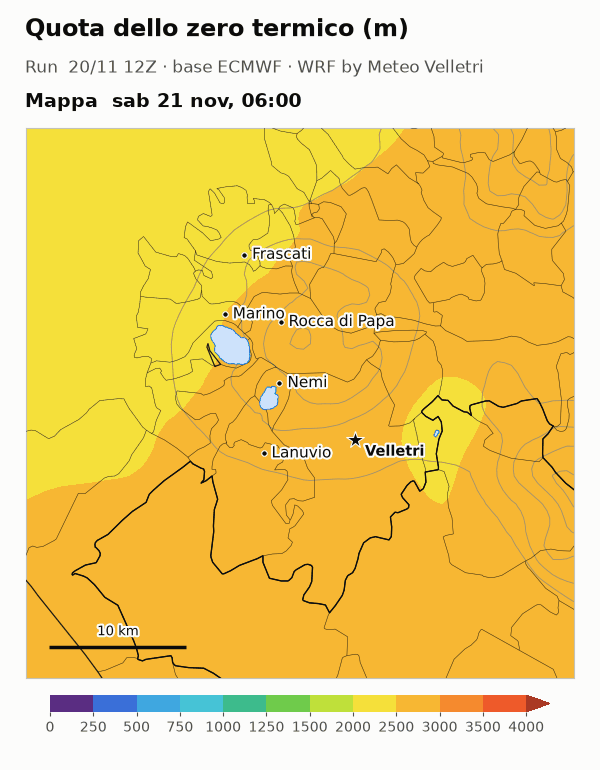 Quota dello zero termico (m)
Run  20/11 12Z · base ECMWF · WRF by Meteo Velletri
Mappa  sab 21 nov, 06:00
Frascati
Marino
Rocca di Papa
Nemi
Velletri
Lanuvio
10 km
0 250 500 750 1000 1250 1500 2000 2500 3000 3500 4000